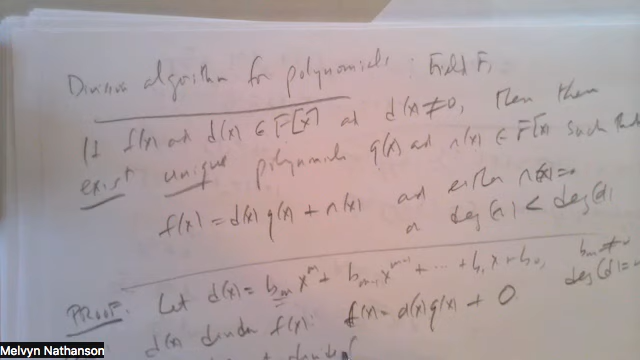 Division algorithm for polynomials: Field F,
If f(x) and d(x) ∈ F[x] and d(x)≠0, then there
exist unique polynomials q(x) and r(x) ∈ F[x] such that
f(x) = d(x) q(x) + r(x) and either r(x)=0
or deg(r) < deg(d)
PROOF. Let d(x) = b_m x^m + b_{m-1} x^{m-1} + ... + b_1 x + b_0, b_m ≠ 0
deg(d) = m
d(x) divides f(x): f(x) = d(x)q(x) + 0
Melvyn Nathanson